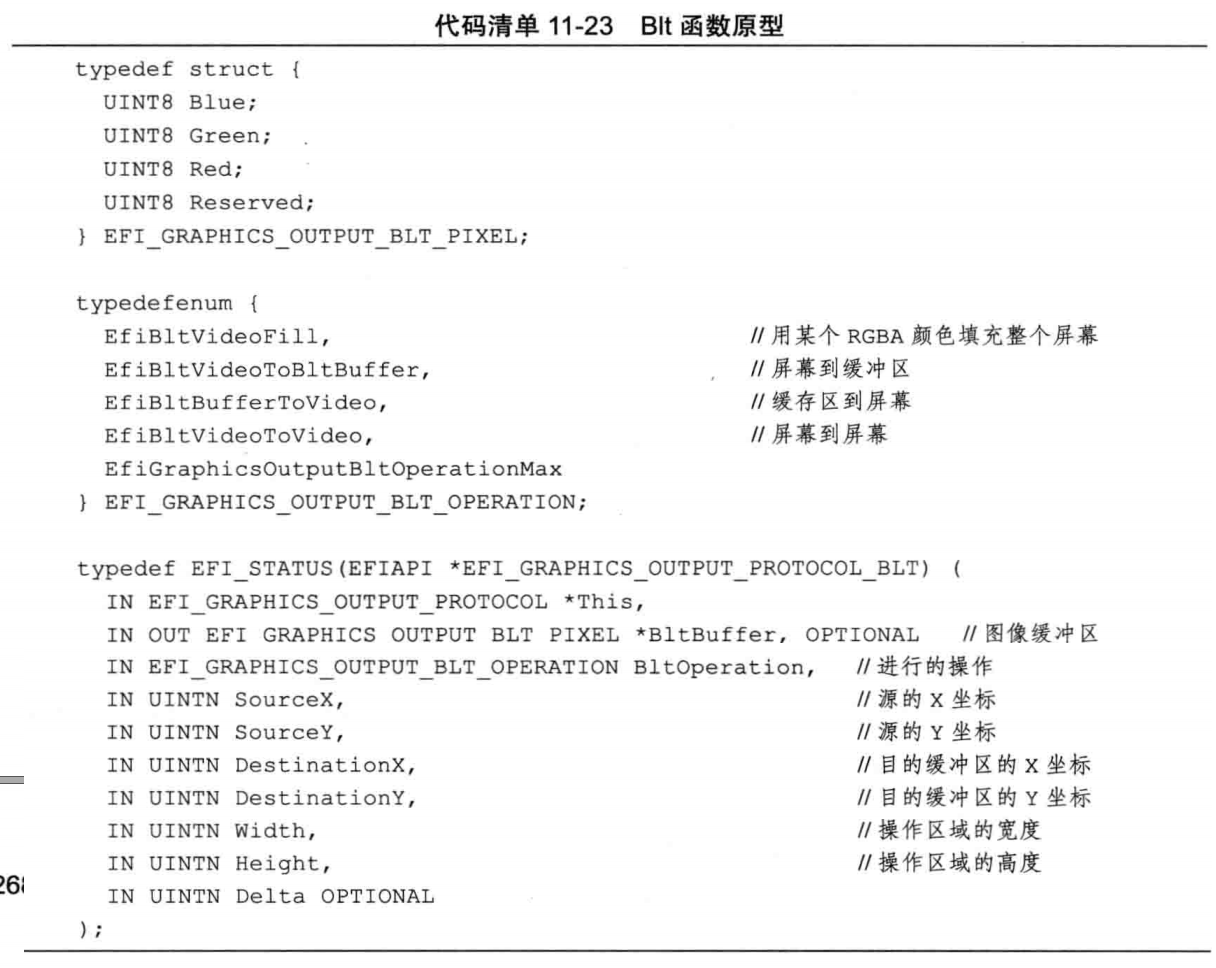 代码清单 11-23 Blt 函数原型
typedef struct {
UINT8 Blue;
UINT8 Green;
UINT8 Red;
UINT8 Reserved;
} EFI_GRAPHICS_OUTPUT_BLT_PIXEL;
typedefenum {
EfiBltVideoFill, // 用某个 RGBA 颜色填充整个屏幕
EfiBltVideoToBltBuffer, // 屏幕到缓冲区
EfiBltBufferToVideo, // 缓存区到屏幕
EfiBltVideoToVideo, // 屏幕到屏幕
EfiGraphicsOutputBltOperationMax
} EFI_GRAPHICS_OUTPUT_BLT_OPERATION;
typedef EFI_STATUS(EFIAPI *EFI_GRAPHICS_OUTPUT_PROTOCOL_BLT) (
IN EFI_GRAPHICS_OUTPUT_PROTOCOL *This,
IN OUT EFI GRAPHICS OUTPUT BLT PIXEL *BltBuffer, OPTIONAL // 图像缓冲区
IN EFI_GRAPHICS_OUTPUT_BLT_OPERATION BltOperation, // 进行的操作
IN UINTN SourceX, // 源的 X 坐标
IN UINTN SourceY, // 源的 Y 坐标
IN UINTN DestinationX, // 目的缓冲区的 X 坐标
IN UINTN DestinationY, // 目的缓冲区的 Y 坐标
IN UINTN Width, // 操作区域的宽度
IN UINTN Height, // 操作区域的高度
IN UINTN Delta OPTIONAL
);